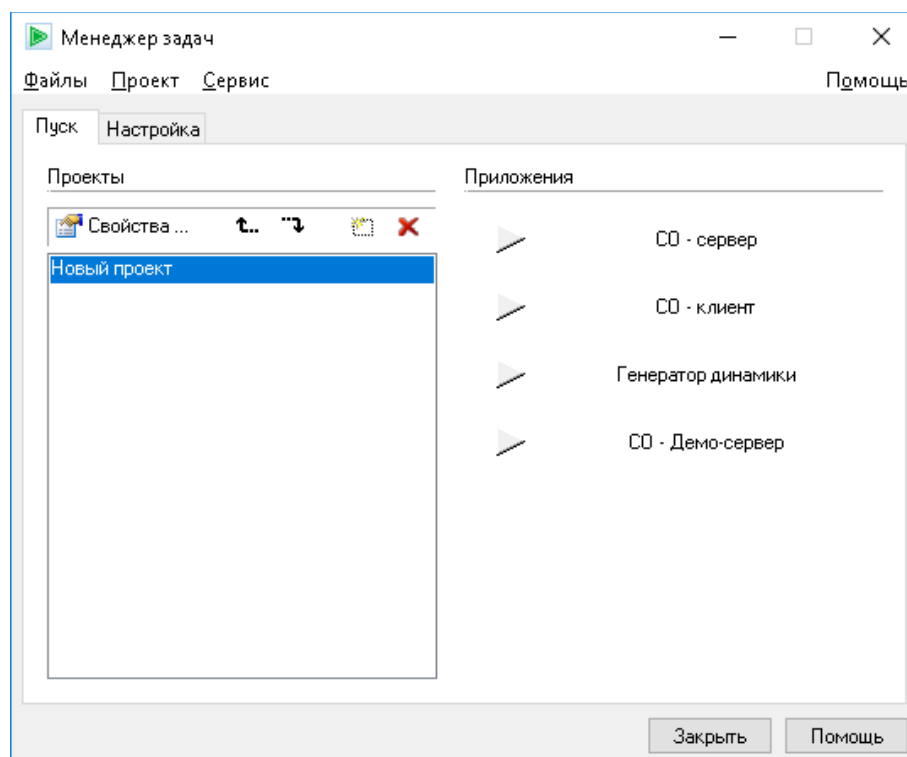 Менеджер задач
Файлы Проект Сервис Помощь
Пуск Настройка
Проекты
Приложения
Свойства ...
Новый проект
СО - сервер
СО - клиент
Генератор динамики
СО - Демо-сервер
Закрыть Помощь